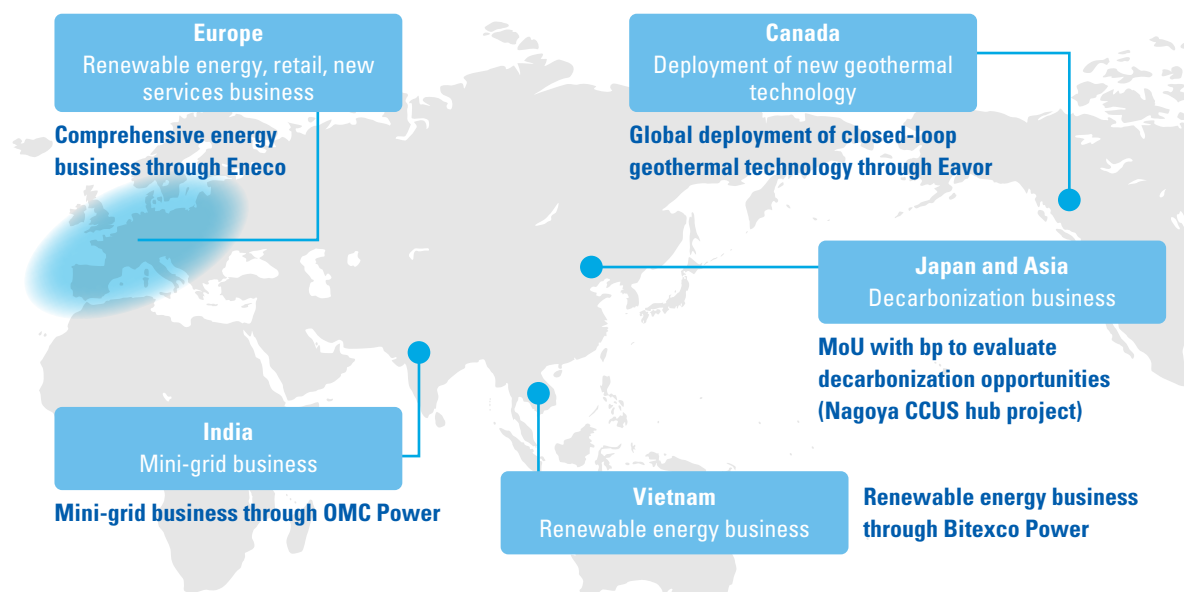 Europe
Renewable energy, retail, new
services business
Comprehensive energy
business through Eneco
Canada
Deployment of new geothermal
technology
Global deployment of closed-loop
geothermal technology through Eavor
Japan and Asia
Decarbonization business
MoU with bp to evaluate
decarbonization opportunities
(Nagoya CCUS hub project)
India
Mini-grid business
Mini-grid business through OMC Power
Vietnam
Renewable energy business
Renewable energy business
through Bitexco Power